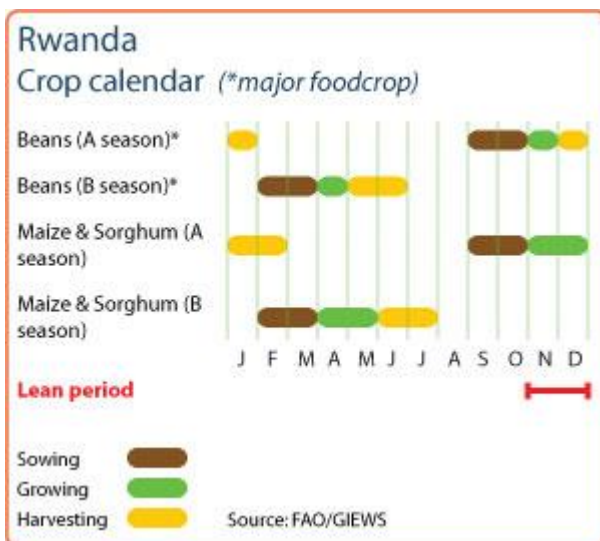 Rwanda
Crop calendar (*major foodcrop)
Beans (A season)*
Beans (B season)*
Maize & Sorghum (A
season)
Maize & Sorghum (B
season)
J F M A M J J A S O N D
Lean period
Sowing
Growing
Harvesting
Source: FAO/GIEWS